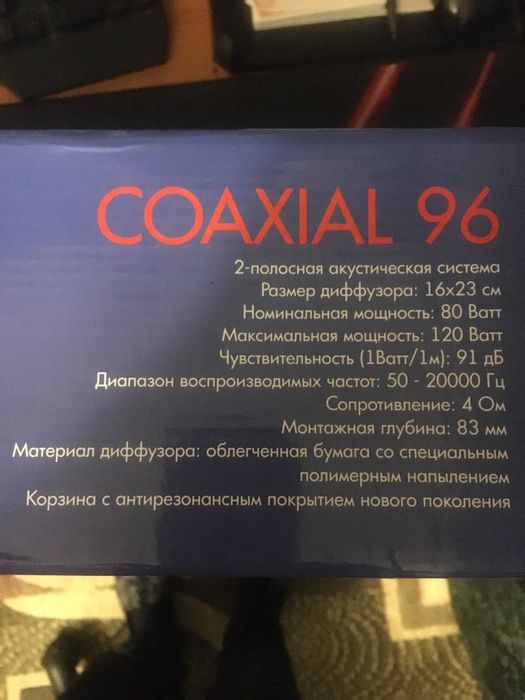 COAXIAL 96
2-полосная акустическая система
Размер диффузора: 16x23 см
Номинальная мощность: 80 Ватт
Максимальная мощность: 120 Ватт
Чувствительность (1Ватт/1м): 91 дБ
Диапазон воспроизводимых частот: 50 - 20000 Гц
Сопротивление: 4 Ом
Монтажная глубина: 83 мм
Материал диффузора: облегченная бумага со специальным
полимерным напылением
Корзина с антирезонансным покрытием нового поколения